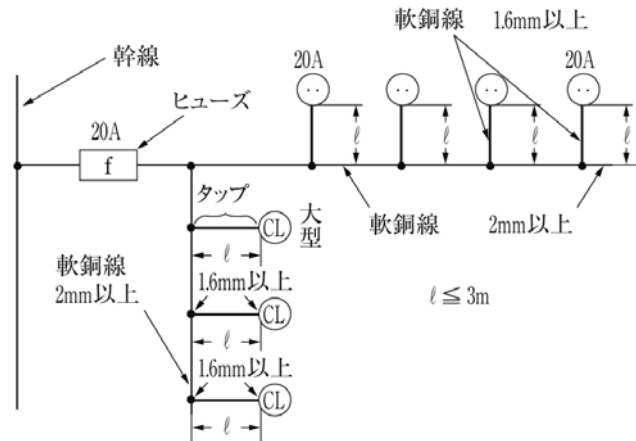 軟銅線
1.6mm以上
幹線
20A
20A
ヒューズ
20A
f
ℓ
ℓ
ℓ
ℓ
タップ
CL
大型
軟銅線
2mm以上
ℓ
軟銅線
2mm以上
1.6mm以上
CL
ℓ ≦ 3m
ℓ
1.6mm以上
CL
ℓ